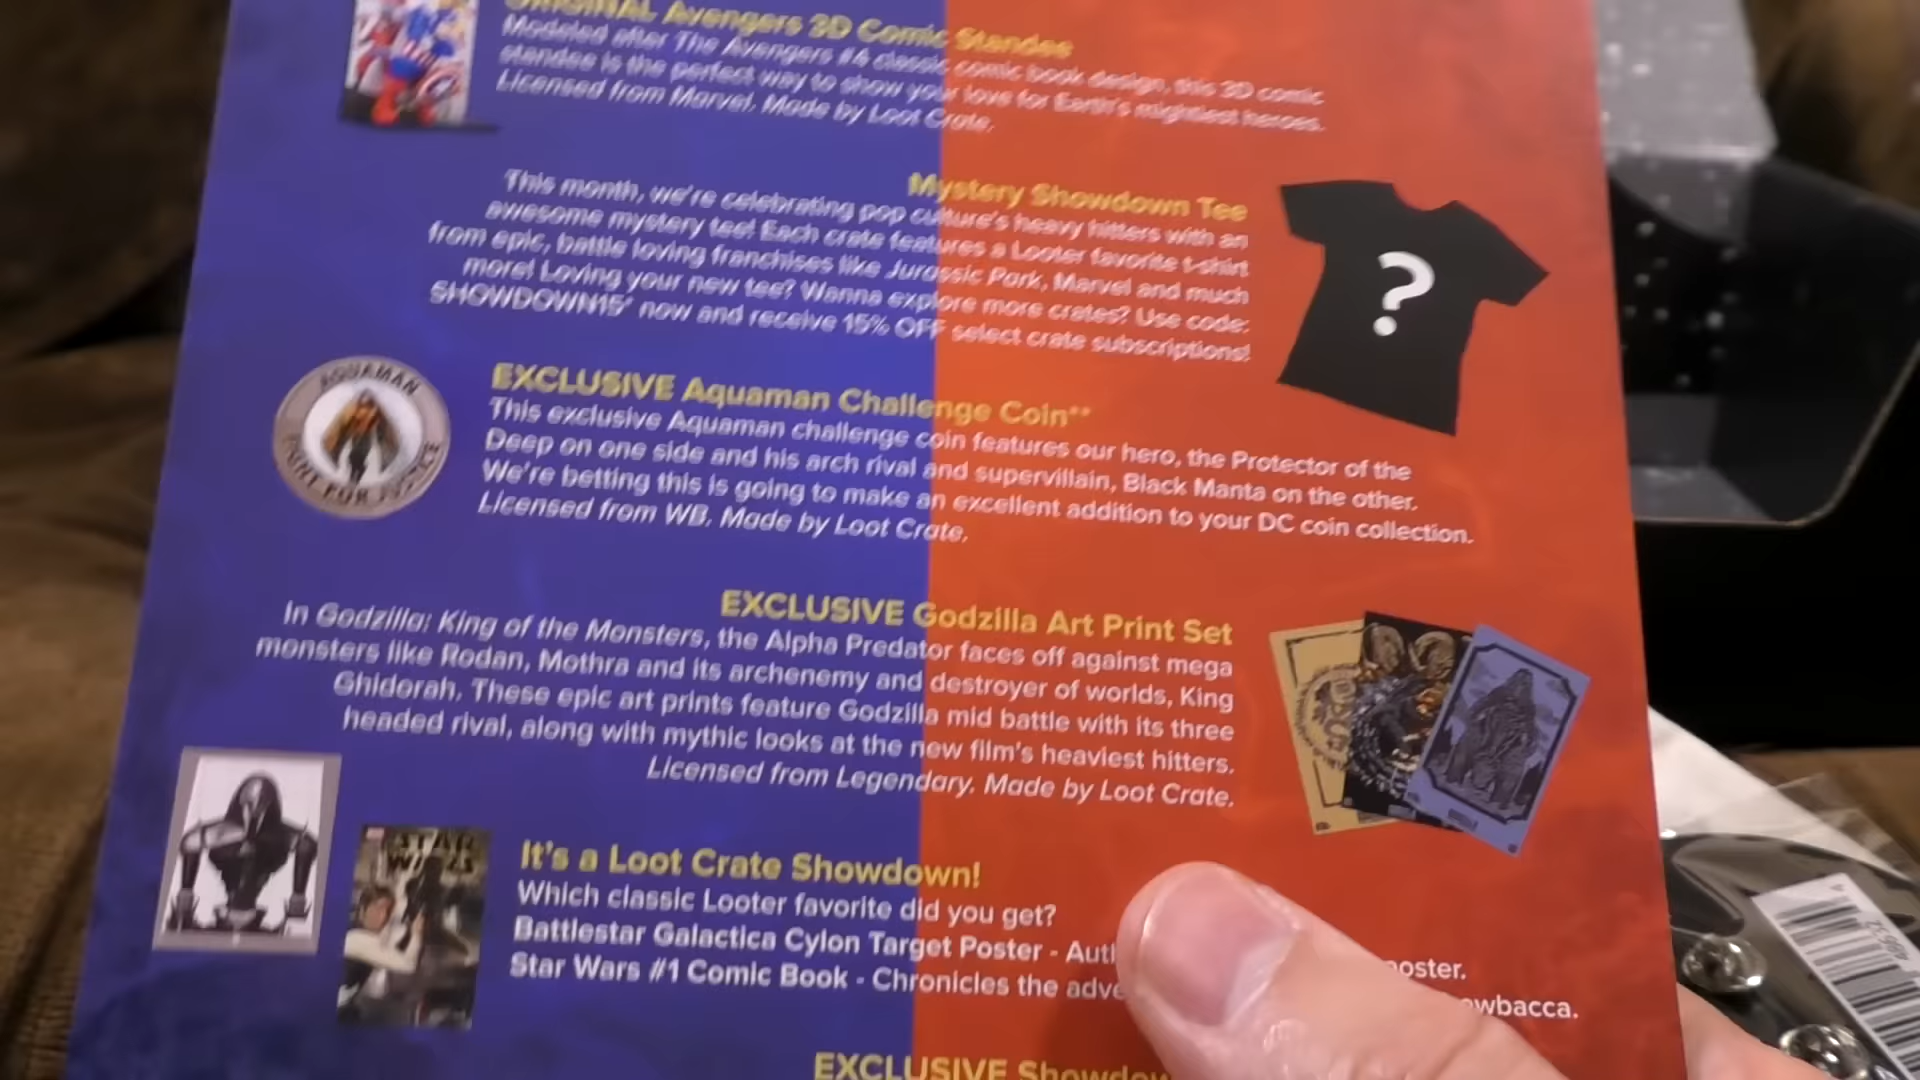 ORIGINAL Avengers 3D Comic Standee
Modeled after The Avengers #4 classic comic book design, this 3D comic
standee is the perfect way to show your love for Earth's mightiest heroes.
Licensed from Marvel. Made by Loot Crate.
Mystery Showdown Tee
This month, we're celebrating pop culture's heavy hitters with an
awesome mystery tee! Each crate features a Looter favorite t-shirt
from epic, battle loving franchises like Jurassic Park, Marvel and much
more! Loving your new tee? Wanna explore more crates? Use code:
SHOWDOWN15* now and receive 15% OFF select crate subscriptions!
?
AQUAMAN
FIGHT FOR JUSTICE
EXCLUSIVE Aquaman Challenge Coin**
This exclusive Aquaman challenge coin features our hero, the Protector of the
Deep on one side and his arch rival and supervillain, Black Manta on the other.
We're betting this is going to make an excellent addition to your DC coin collection.
Licensed from WB. Made by Loot Crate.
EXCLUSIVE Godzilla Art Print Set
In Godzilla: King of the Monsters, the Alpha Predator faces off against mega
monsters like Rodan, Mothra and its archenemy and destroyer of worlds, King
Ghidorah. These epic art prints feature Godzilla mid battle with its three
headed rival, along with mythic looks at the new film's heaviest hitters.
Licensed from Legendary. Made by Loot Crate.
STAR WARS
It's a Loot Crate Showdown!
Which classic Looter favorite did you get?
Battlestar Galactica Cylon Target Poster - Aut oster.
Star Wars #1 Comic Book - Chronicles the adve wbacca.
EXCLUSIVE Showdow